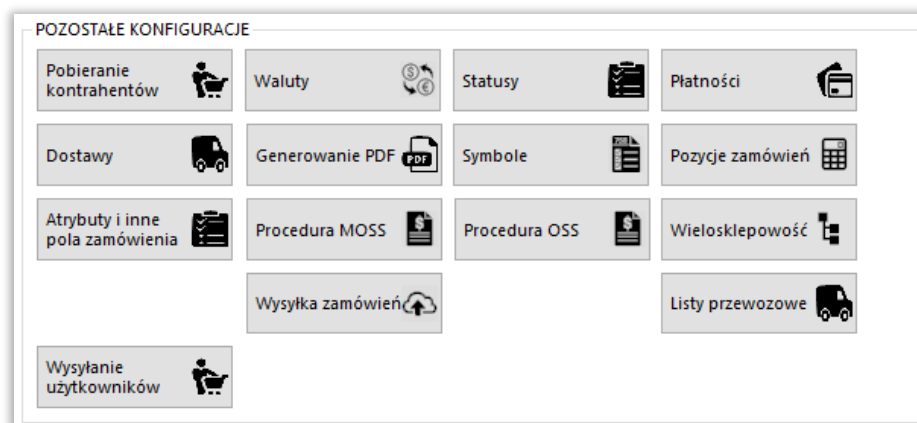 POZOSTAŁE KONFIGURACJE
Pobieranie
kontrahentów
Waluty
Statusy
Płatności
Dostawy
Generowanie PDF
PDF
Symbole
Pozycje zamówień
Atrybuty i inne
pola zamówienia
Procedura MOSS
Procedura OSS
Wielosklepowość
Wysyłka zamówień
Listy przewozowe
Wysyłanie
użytkowników